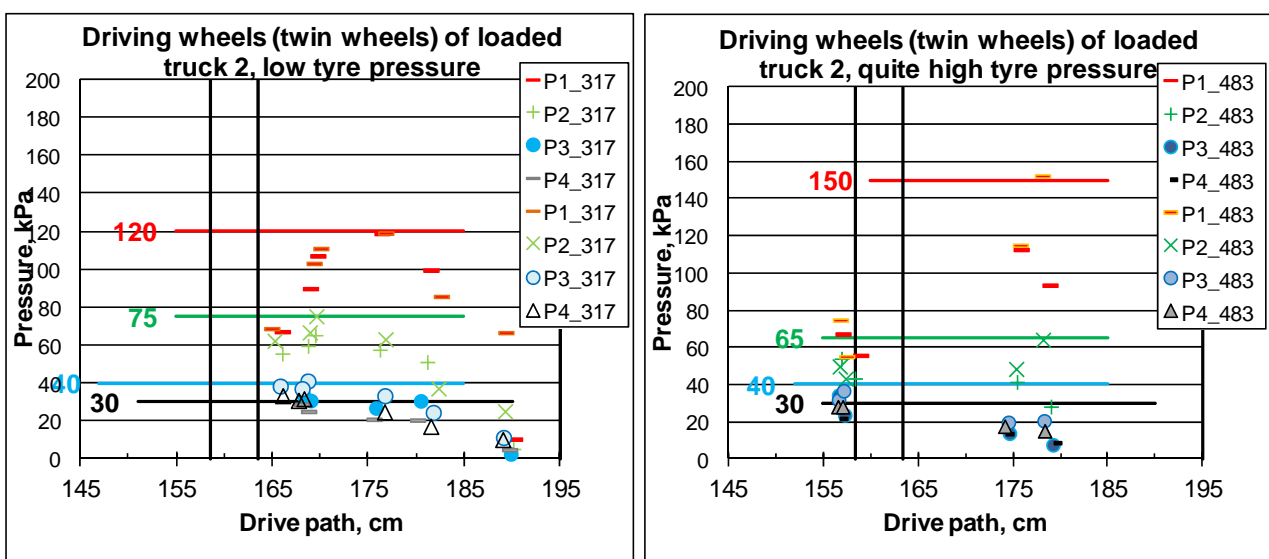 Driving wheels (twin wheels) of loaded
truck 2, low tyre pressure
Pressure, kPa
200
180
160
140
120
100
80
60
40
20
0
120
75
40
30
145
155
165
175
185
195
Drive path, cm
P1_317
P2_317
P3_317
P4_317
P1_317
P2_317
P3_317
P4_317
Driving wheels (twin wheels) of loaded
truck 2, quite high tyre pressure
Pressure, kPa
200
180
160
140
120
100
80
60
40
20
0
150
65
40
30
145
155
165
175
185
195
Drive path, cm
P1_483
P2_483
P3_483
P4_483
P1_483
P2_483
P3_483
P4_483